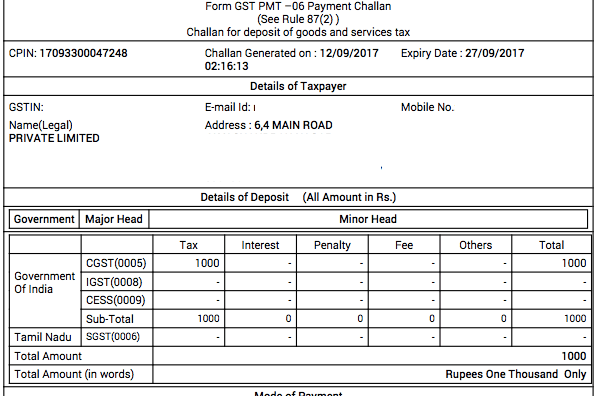 Form GST PMT –06 Payment Challan
(See Rule 87(2) )
Challan for deposit of goods and services tax
CPIN: 17093300047248 Challan Generated on : 12/09/2017 Expiry Date : 27/09/2017
02:16:13
Details of Taxpayer
GSTIN: E-mail Id: Mobile No.
Name(Legal) Address : 6,4 MAIN ROAD
PRIVATE LIMITED
Details of Deposit (All Amount in Rs.)
Government Major Head Minor Head
Tax Interest Penalty Fee Others Total
Government Of India
CGST(0005) 1000 - - - - 1000
IGST(0008) - - - - - -
CESS(0009) - - - - - -
Sub-Total 1000 0 0 0 0 1000
Tamil Nadu SGST(0006) - - - - - -
Total Amount 1000
Total Amount (in words) Rupees One Thousand Only
Mode of Payment